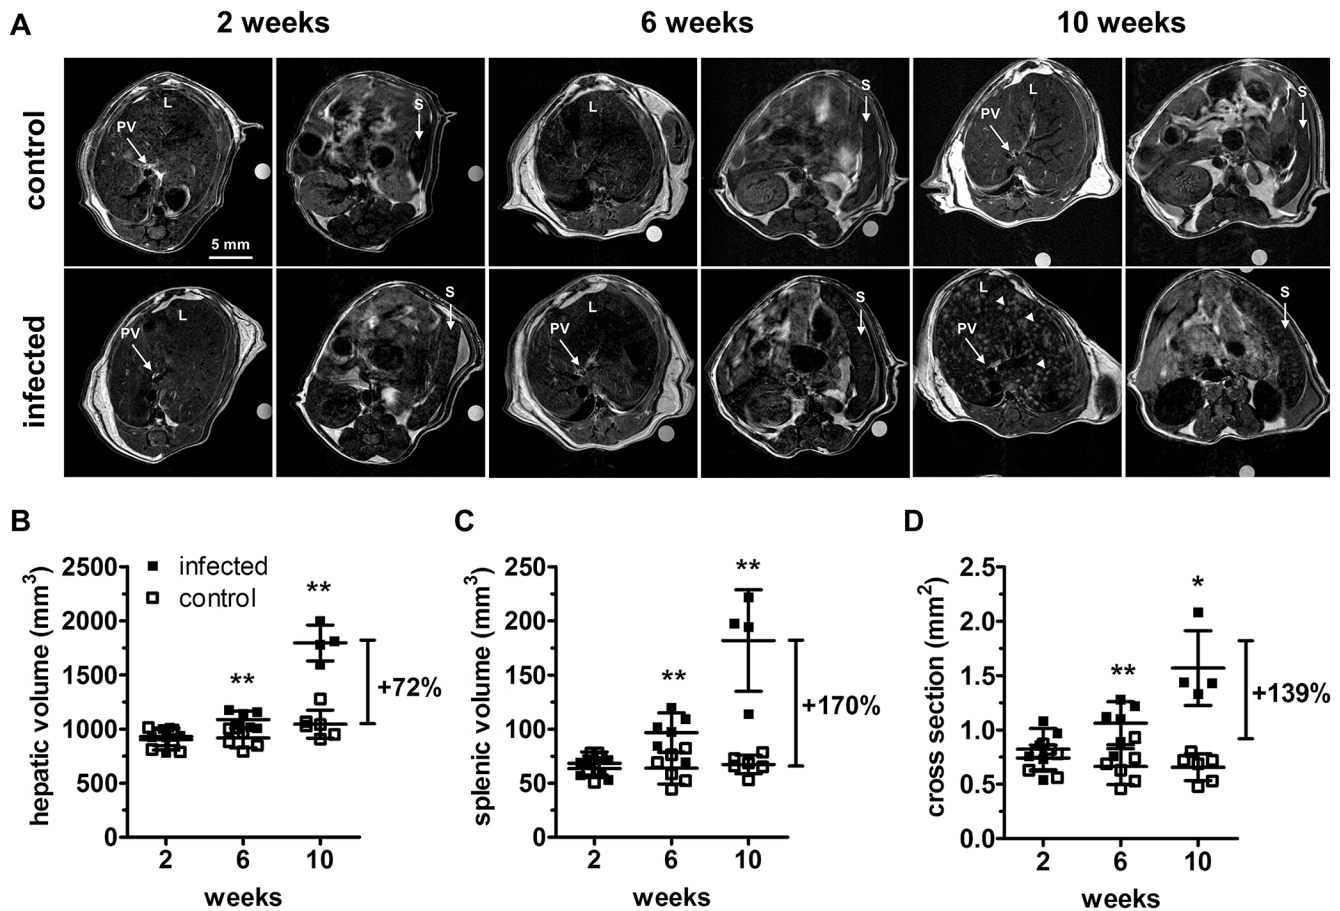 A
2 weeks
6 weeks
10 weeks
control
L
PV
5 mm
S
L
S
L
PV
S
infected
L
PV
S
L
PV
S
L
PV
S
B
hepatic volume (mm3)
2500
2000
1500
1000
500
0
infected
control
**
**
+72%
2
6
10
weeks
C
splenic volume (mm3)
250
200
150
100
50
0
**
**
+170%
2
6
10
weeks
D
cross section (mm2)
2.5
2.0
1.5
1.0
0.5
0.0
**
*
+139%
2
6
10
weeks